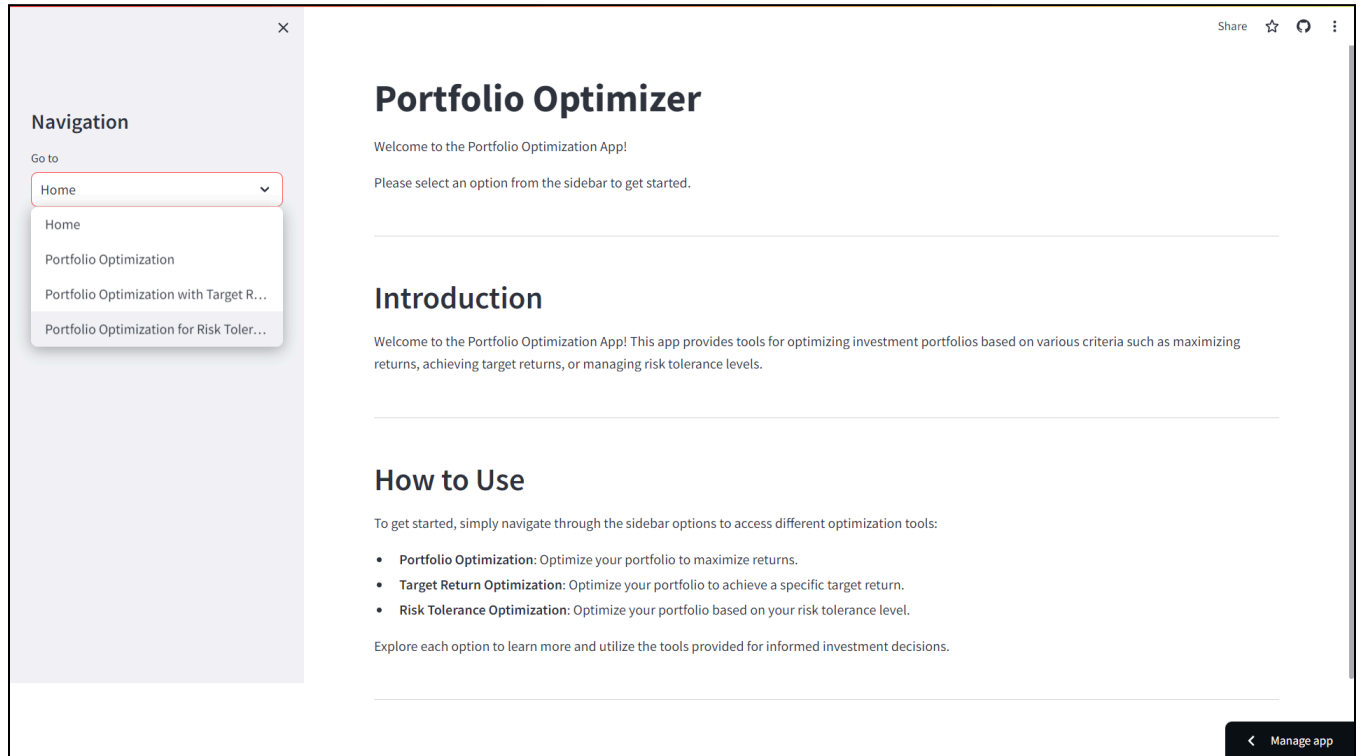 Share
Navigation
Go to
Home
Home
Portfolio Optimization
Portfolio Optimization with Target R...
Portfolio Optimization for Risk Toler...
Portfolio Optimizer
Welcome to the Portfolio Optimization App!
Please select an option from the sidebar to get started.
Introduction
Welcome to the Portfolio Optimization App! This app provides tools for optimizing investment portfolios based on various criteria such as maximizing
returns, achieving target returns, or managing risk tolerance levels.
How to Use
To get started, simply navigate through the sidebar options to access different optimization tools:
• Portfolio Optimization: Optimize your portfolio to maximize returns.
• Target Return Optimization: Optimize your portfolio to achieve a specific target return.
• Risk Tolerance Optimization: Optimize your portfolio based on your risk tolerance level.
Explore each option to learn more and utilize the tools provided for informed investment decisions.
Manage app